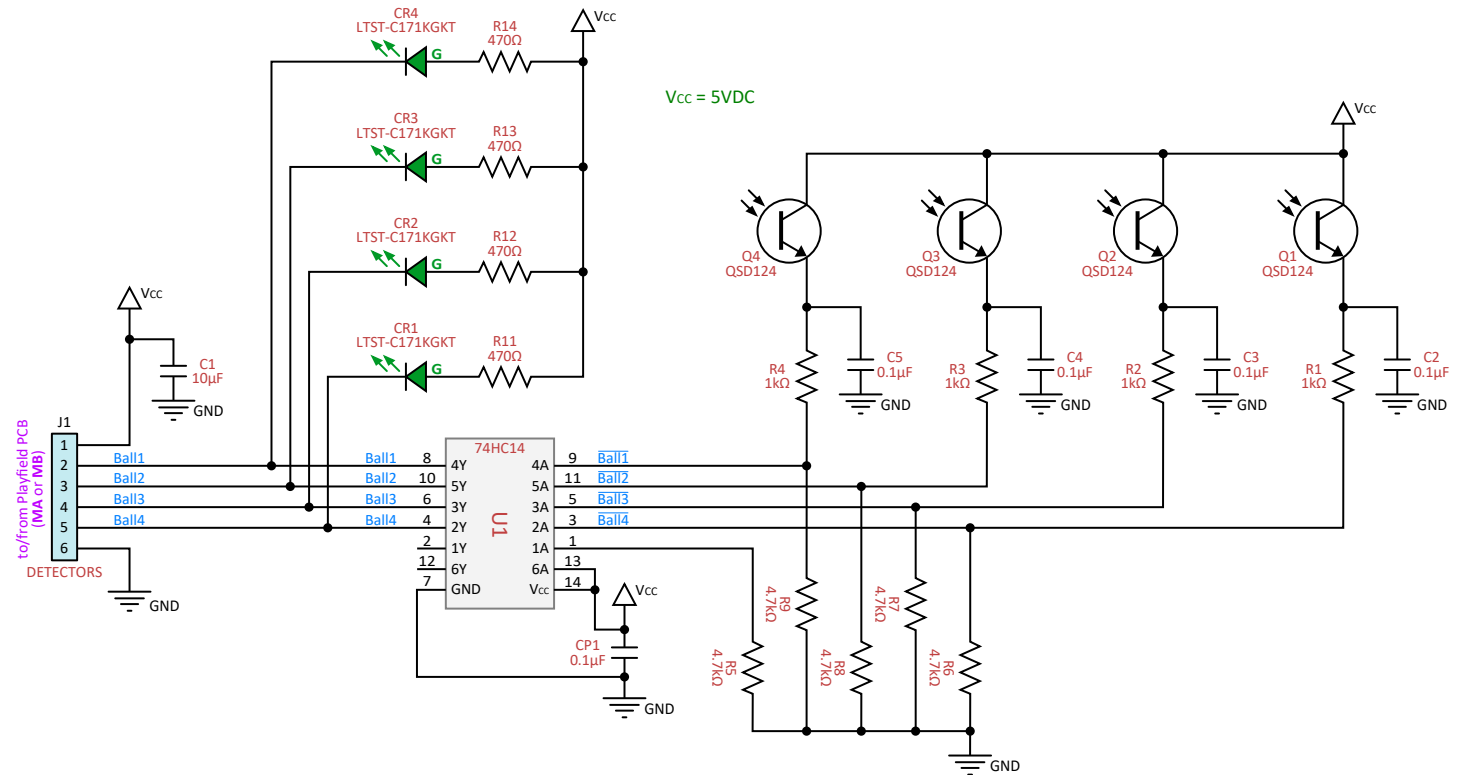 CR4
LTST-C171KGKT
G
R14
470Ω
Vcc
CR3
LTST-C171KGKT
G
R13
470Ω
CR2
LTST-C171KGKT
G
R12
470Ω
CR1
LTST-C171KGKT
G
R11
470Ω
Vcc = 5VDC
Vcc
Q4
QSD124
Q3
QSD124
Q2
QSD124
Q1
QSD124
R4
1kΩ
C5
0.1µF
GND
R3
1kΩ
C4
0.1µF
GND
R2
1kΩ
C3
0.1µF
GND
R1
1kΩ
C2
0.1µF
GND
Vcc
C1
10µF
GND
J1
to/from Playfield PCB
(MA or MB)
1
2
3
4
5
6
DETECTORS
GND
Ball1
Ball2
Ball3
Ball4
Ball1
Ball2
Ball3
Ball4
8
10
6
4
2
12
7
74HC14
U1
4Y
5Y
3Y
2Y
1Y
6Y
GND
4A
5A
3A
2A
1A
6A
Vcc
9
11
5
3
1
13
14
Ball1
Ball2
Ball3
Ball4
Vcc
CP1
0.1µF
GND
R5
4.7kΩ
R9
4.7kΩ
R8
4.7kΩ
R7
4.7kΩ
R6
4.7kΩ
GND